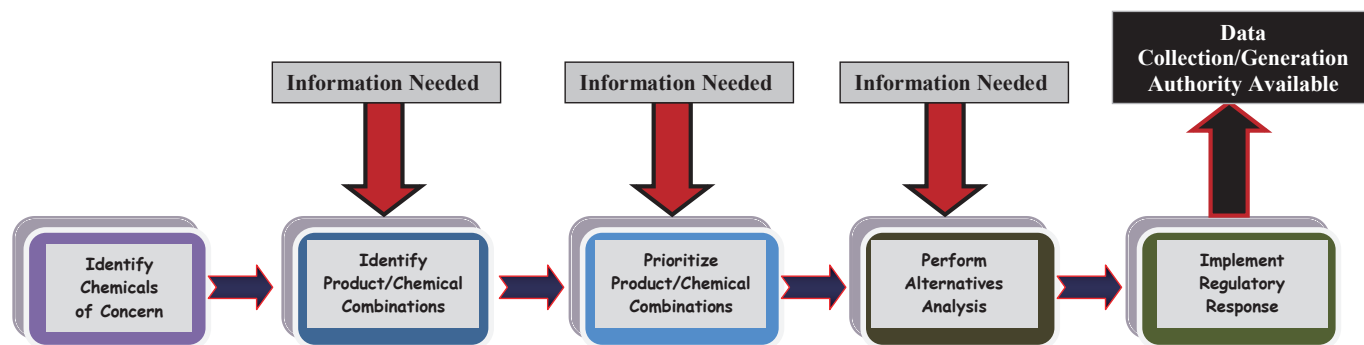 Information Needed
Information Needed
Information Needed
Data
Collection/Generation
Authority Available
Identify
Chemicals
of Concern
Identify
Product/Chemical
Combinations
Prioritize
Product/Chemical
Combinations
Perform
Alternatives
Analysis
Implement
Regulatory
Response